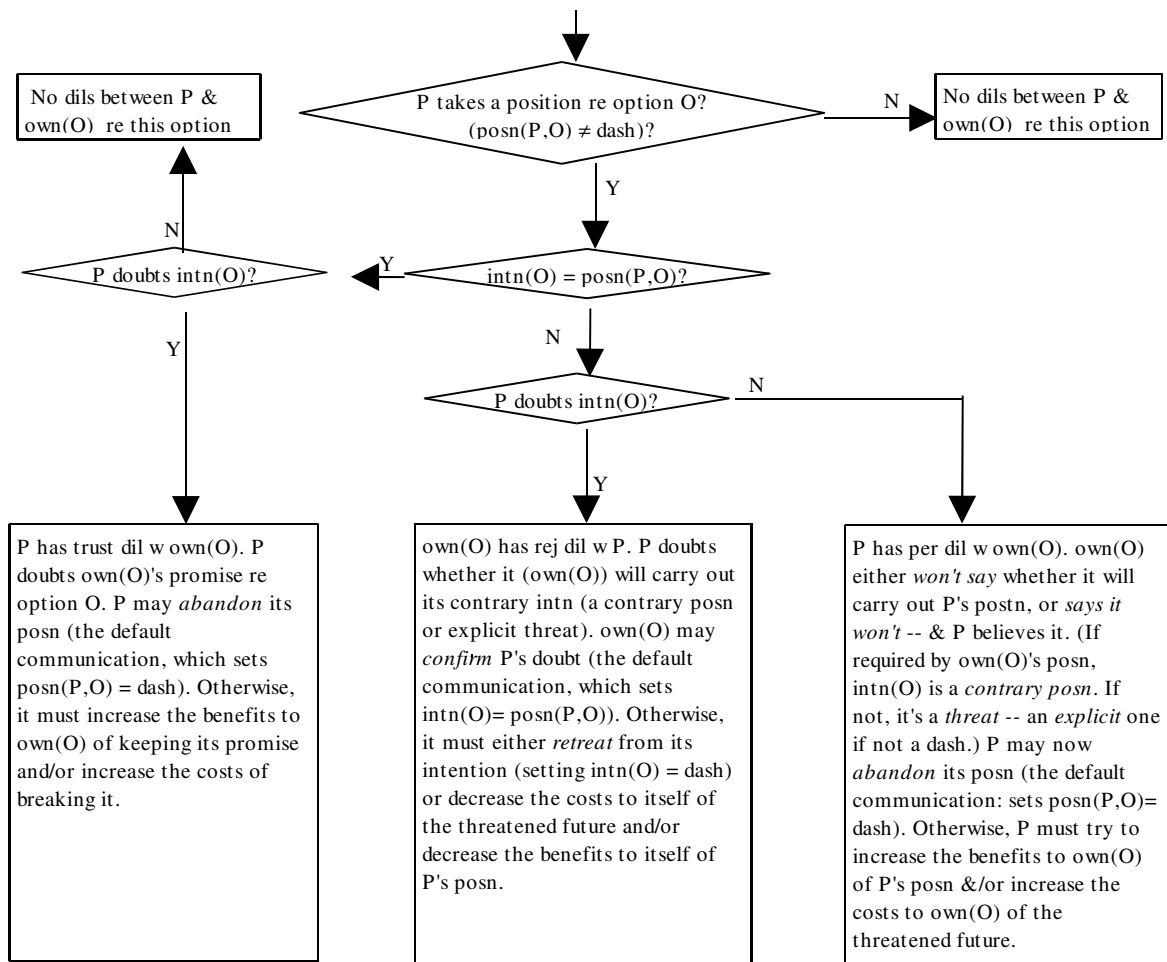 No dils between P &
own(O) re this option
P takes a position re option O?
(posn(P,O) ≠ dash)?
N
No dils between P &
own(O) re this option
Y
N
P doubts intn(O)?
Y
intn(O) = posn(P,O)?
Y
N
P doubts intn(O)?
N
Y
P has trust dil w own(O). P
doubts own(O)'s promise re
option O. P may abandon its
posn (the default
communication, which sets
posn(P,O) = dash). Otherwise,
it must increase the benefits to
own(O) of keeping its promise
and/or increase the costs of
breaking it.
own(O) has rej dil w P. P doubts
whether it (own(O)) will carry out
its contrary intn (a contrary posn
or explicit threat). own(O) may
confirm P's doubt (the default
communication, which sets
intn(O)= posn(P,O)). Otherwise,
it must either retreat from its
intention (setting intn(O) = dash)
or decrease the costs to itself of
the threatened future and/or
decrease the benefits to itself of
P's posn.
P has per dil w own(O). own(O)
either won't say whether it will
carry out P's postn, or says it
won't -- & P believes it. (If
required by own(O)'s posn,
intn(O) is a contrary posn. If
not, it's a threat -- an explicit one
if not a dash.) P may now
abandon its posn (the default
communication: sets posn(P,O)=
dash). Otherwise, P must try to
increase the benefits to own(O)
of P's posn &/or increase the
costs to own(O) of the
threatened future.